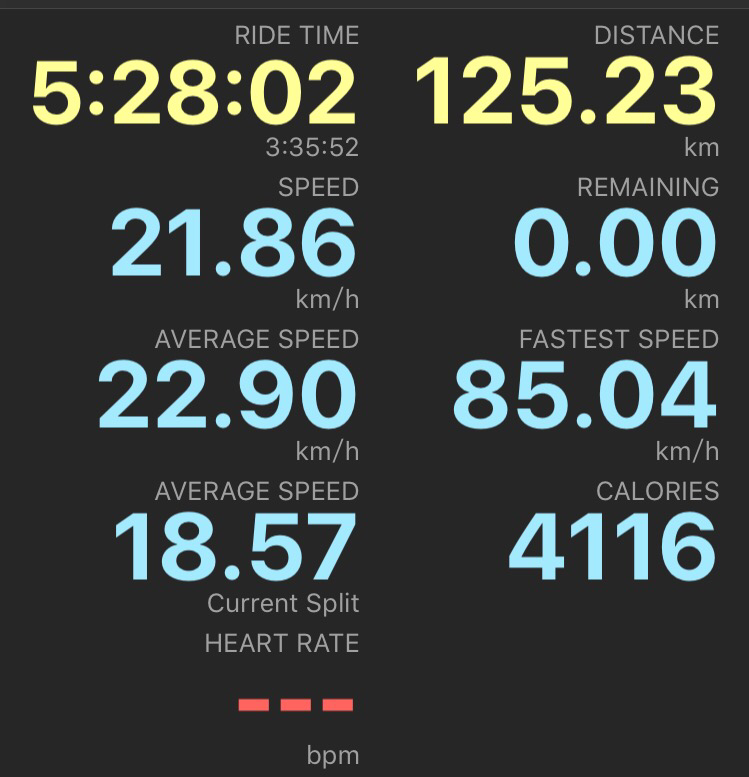 RIDE TIME
5:28:02
3:35:52
DISTANCE
125.23
km
SPEED
21.86
km/h
REMAINING
0.00
km
AVERAGE SPEED
22.90
km/h
FASTEST SPEED
85.04
km/h
AVERAGE SPEED
18.57
Current Split
CALORIES
4116
HEART RATE
---
bpm